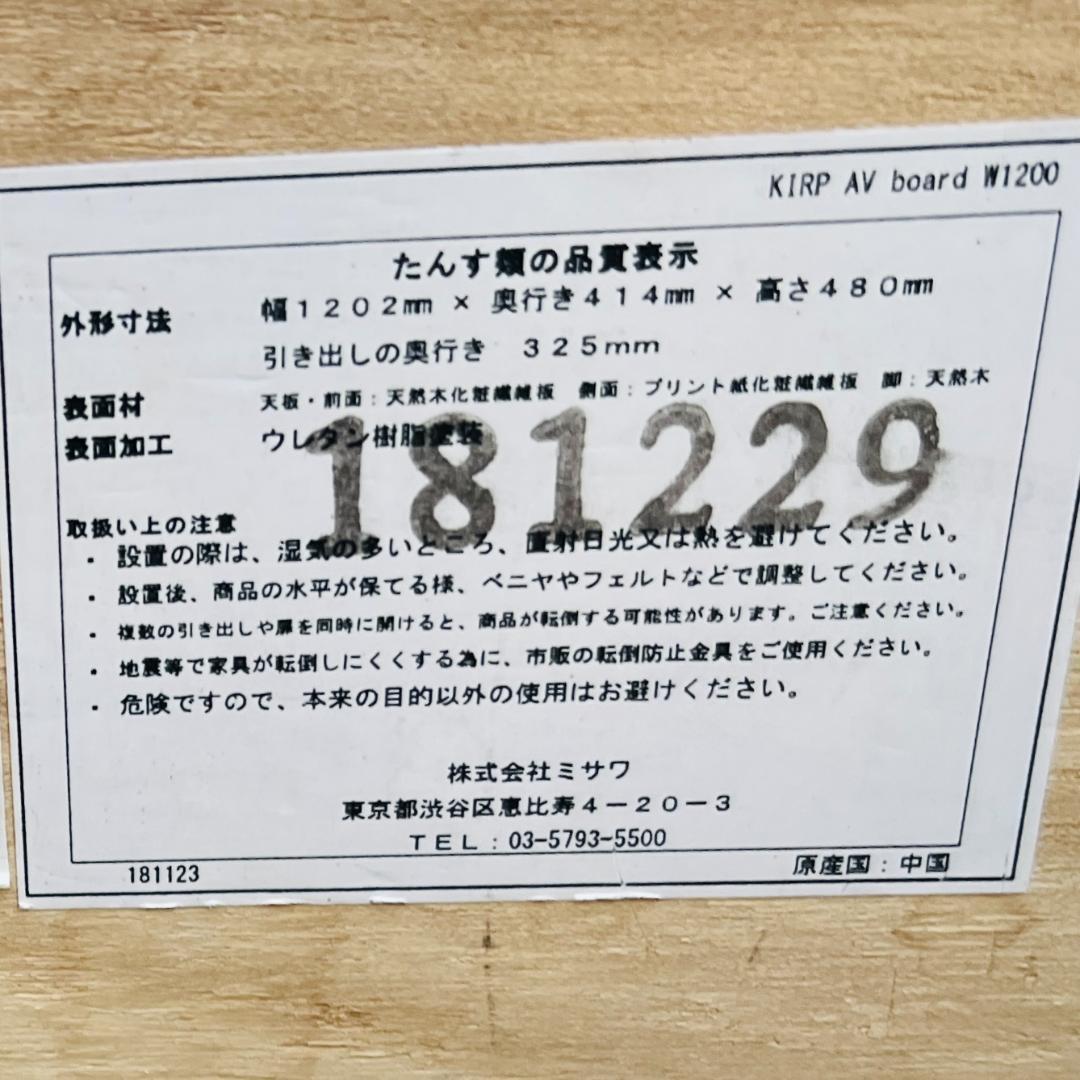 KIRP AV board W1200
たんす類の品質表示
外形寸法 幅1202mm × 奥行き414mm × 高さ480mm
引き出しの奥行き 325mm
表面材 天板・前面：天然木化粧繊維板 側面：プリント紙化粧繊維板 脚：天然木
表面加工 ウレタン樹脂塗装
181229
取扱い上の注意
・ 設置の際は、湿気の多いところ、直射日光又は熱を避けてください。
・ 設置後、商品の水平が保てる様、ベニヤやフェルトなどで調整してください。
・ 複数の引き出しや扉を同時に開けると、商品が転倒する可能性があります。ご注意ください。
・ 地震等で家具が転倒しにくくする為に、市販の転倒防止金具をご使用ください。
・ 危険ですので、本来の目的以外の使用はお避けください。
株式会社ミサワ
東京都渋谷区恵比寿4－20－3
TEL：03-5793-5500
181123 原産国：中国